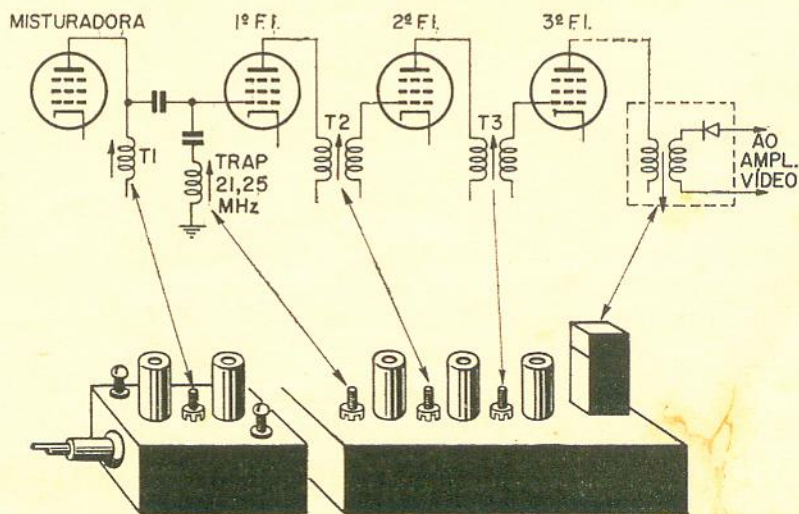 MISTURADORA
1º F.I.
2º F.I.
3º F.I.
T1
TRAP
21,25
MHz
T2
T3
AO
AMPL.
VÍDEO